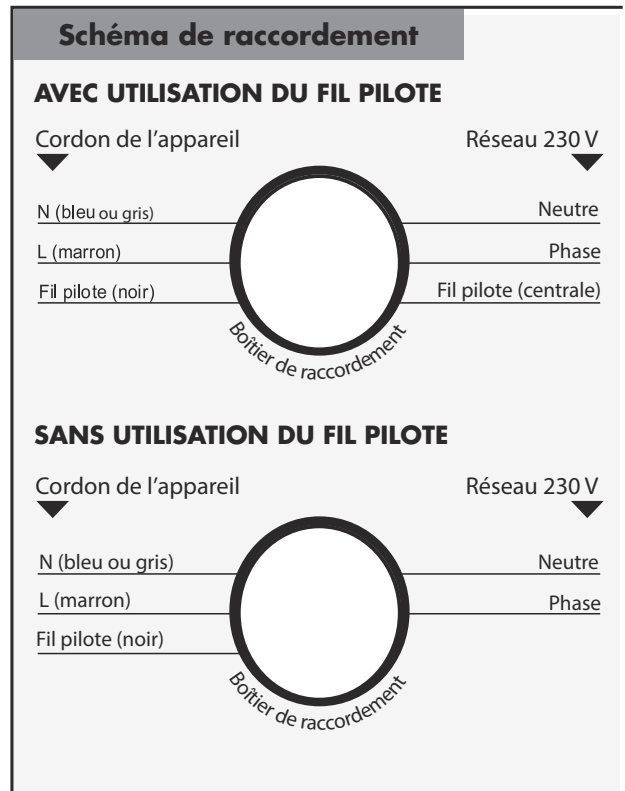 Schéma de raccordement
AVEC UTILISATION DU FIL PILOTE
Cordon de l'appareil Réseau 230 V
N (bleu ou gris) Neutre
L (marron) Phase
Fil pilote (noir) Fil pilote (centrale)
Boîtier de raccordement
SANS UTILISATION DU FIL PILOTE
Cordon de l'appareil Réseau 230 V
N (bleu ou gris) Neutre
L (marron) Phase
Fil pilote (noir)
Boîtier de raccordement